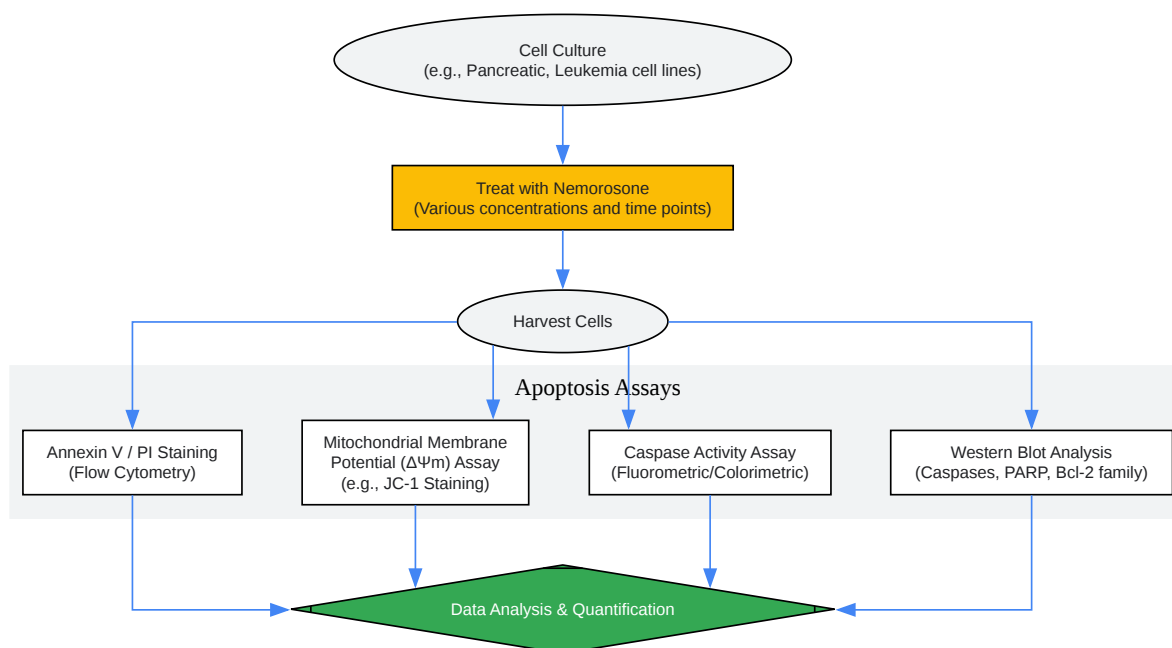 Cell Culture
(e.g., Pancreatic, Leukemia cell lines)
Treat with Nemorosone
(Various concentrations and time points)
Harvest Cells
Apoptosis Assays
Annexin V / PI Staining
(Flow Cytometry)
Mitochondrial Membrane
Potential (ΔΨm) Assay
(e.g., JC-1 Staining)
Caspase Activity Assay
(Fluorometric/Colorimetric)
Western Blot Analysis
(Caspases, PARP, Bcl-2 family)
Data Analysis & Quantification